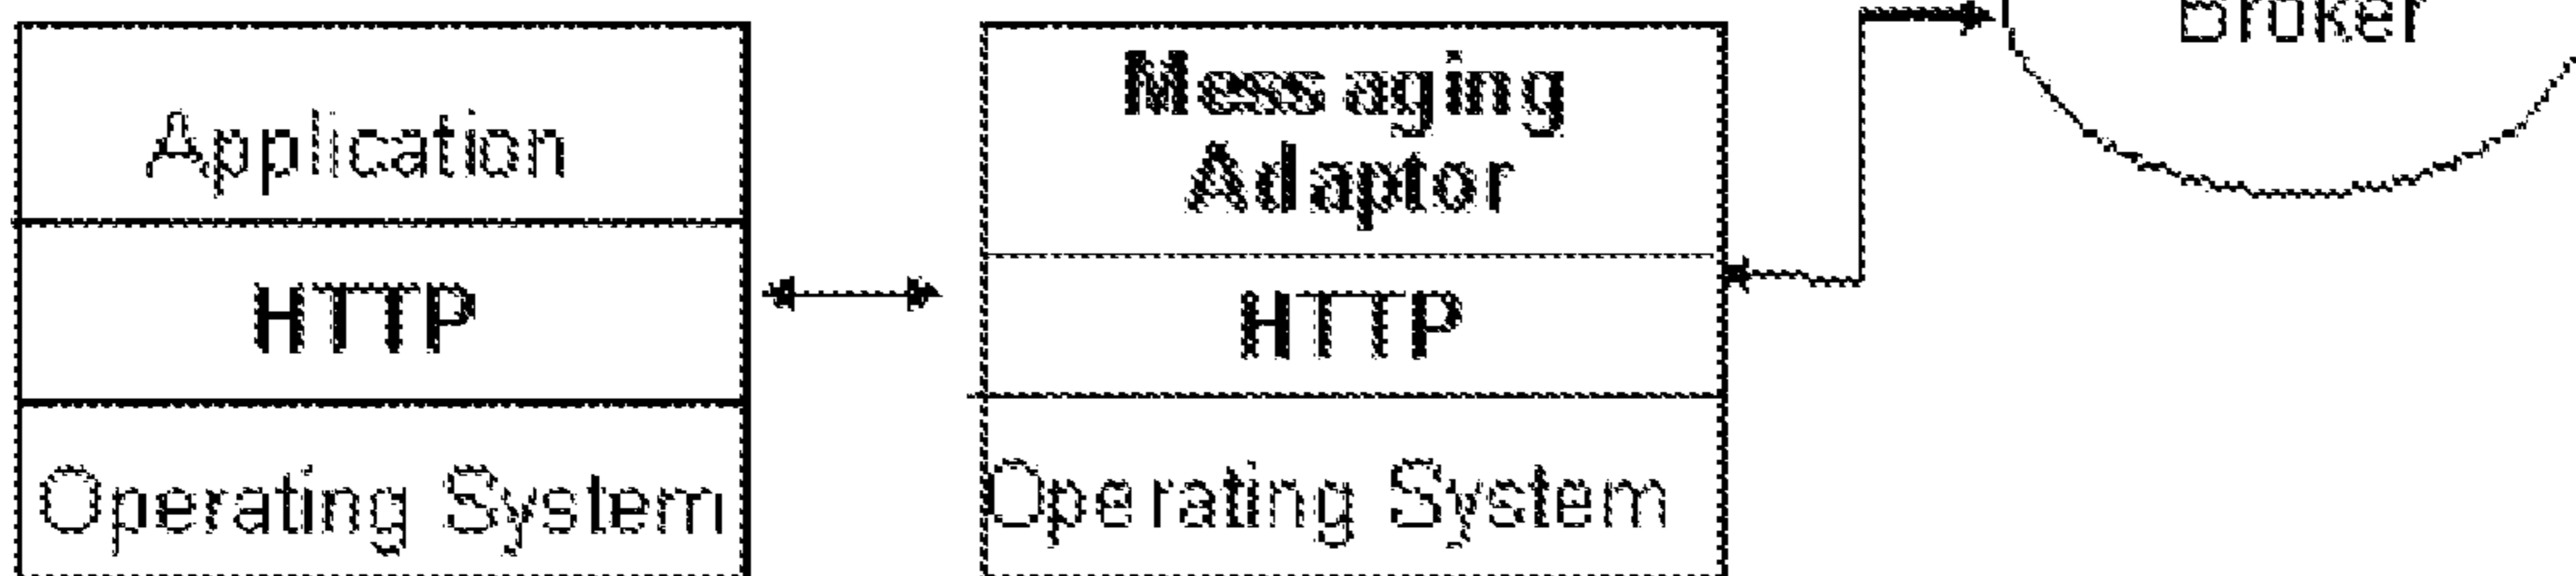 Broker
Application
Messaging
Adaptor
HTTP
HTTP
Operating System
Operating System